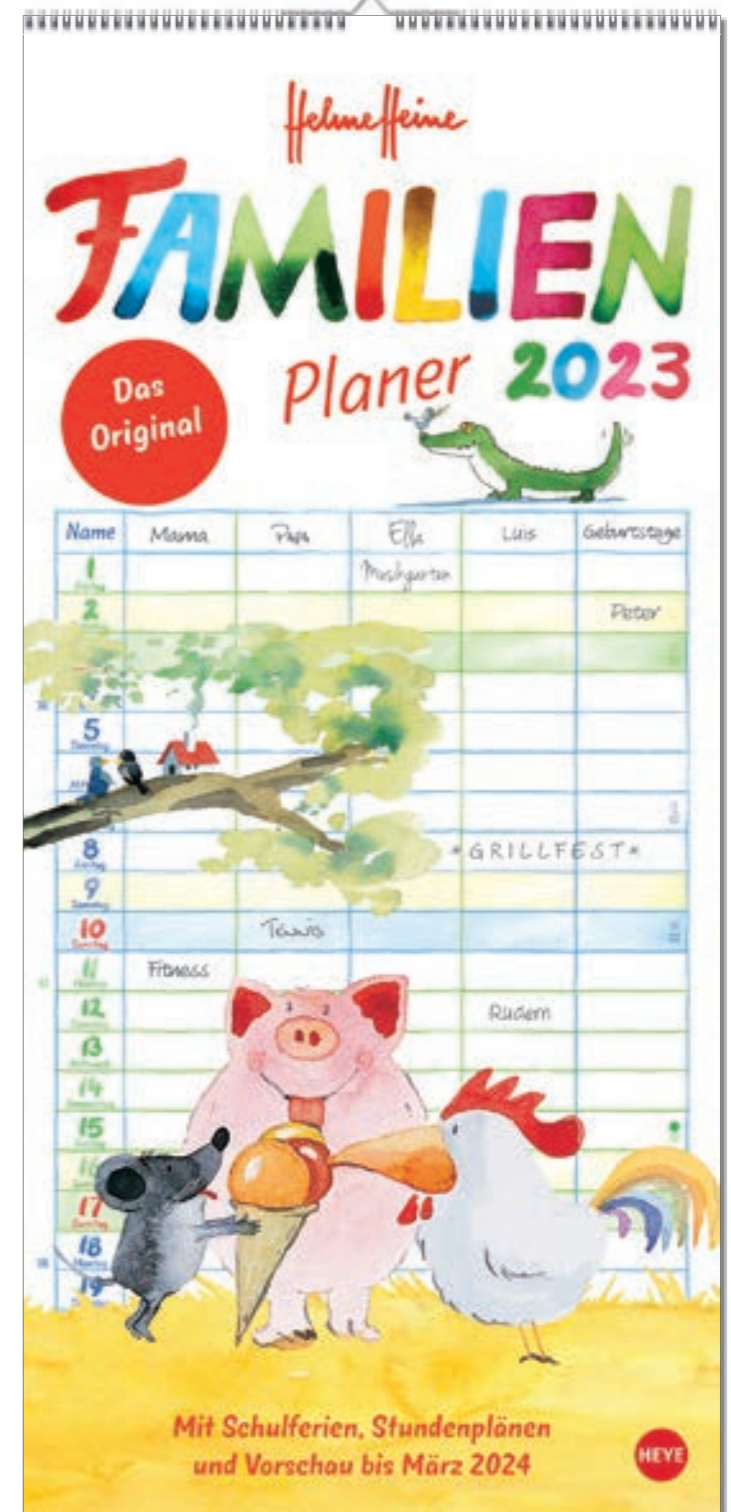 Helme Heine
FAMILIEN
Planer 2023
Das
Original
Name Mama Papa Ella Luis Geburtstage
1 Musikgarten
2 Peter
5
8 *GRILLFEST*
9
10 Tennis
11 Fitness
12 Rudern
13
14
15
16
17
18
19
Mit Schulferien, Stundenplänen
und Vorschau bis März 2024
HEYE